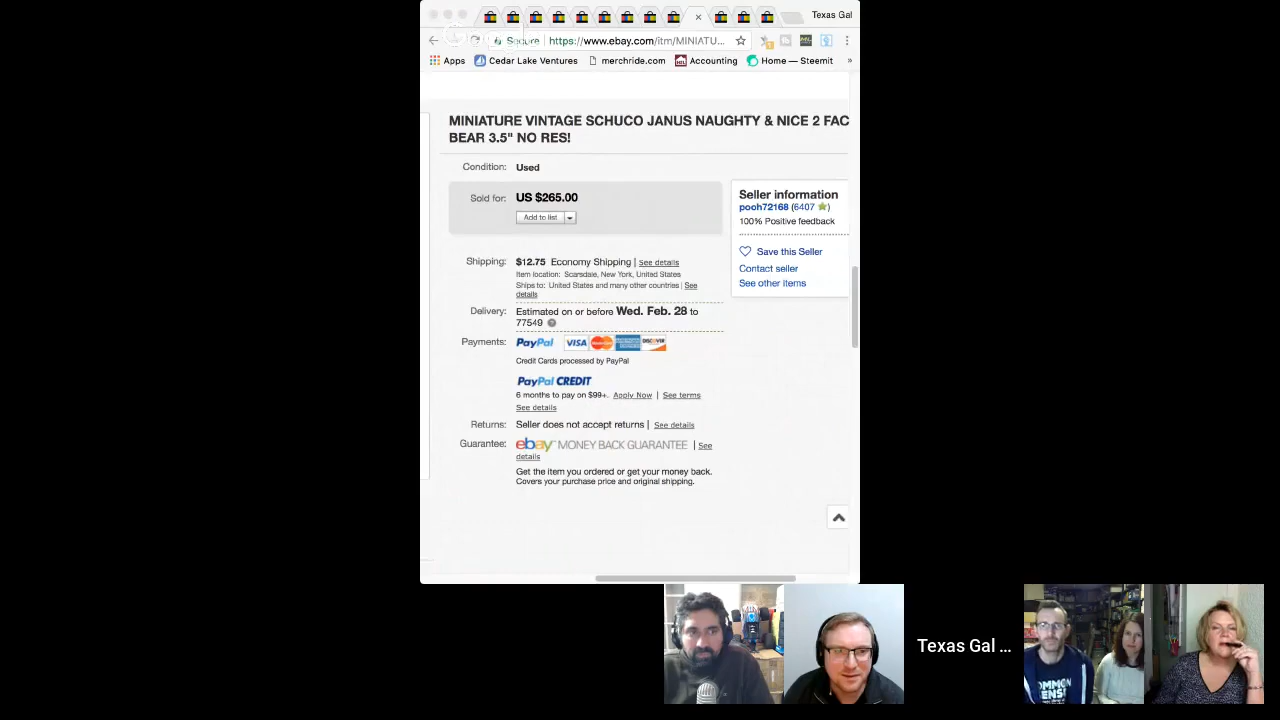 Texas Gal
Secure
https://www.ebay.com/itm/MINIATU...
Apps
Cedar Lake Ventures
merchride.com
Accounting
Home — Steemit
»
MINIATURE VINTAGE SCHUCO JANUS NAUGHTY & NICE 2 FAC
BEAR 3.5" NO RES!
Condition: Used
Sold for: US $265.00
Add to list
Seller information
pooh72168 (6407)
100% Positive feedback
Save this Seller
Contact seller
See other items
Shipping: $12.75 Economy Shipping | See details
Item location: Scarsdale, New York, United States
Ships to: United States and many other countries | See
details
Delivery: Estimated on or before Wed. Feb. 28 to
77549
Payments: PayPal VISA MasterCard DISCOVER
Credit Cards processed by PayPal
PayPal CREDIT
6 months to pay on $99+. Apply Now | See terms
See details
Returns: Seller does not accept returns | See details
Guarantee: ebay MONEY BACK GUARANTEE | See
details
Get the item you ordered or get your money back.
Covers your purchase price and original shipping.
Texas Gal ...